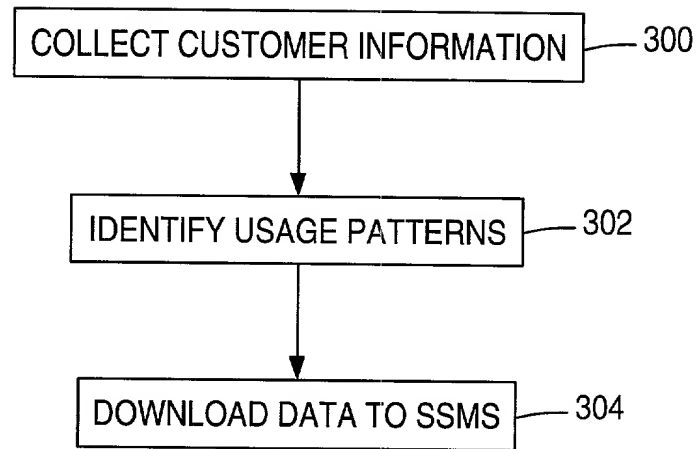 COLLECT CUSTOMER INFORMATION 300
IDENTIFY USAGE PATTERNS 302
DOWNLOAD DATA TO SSMS 304